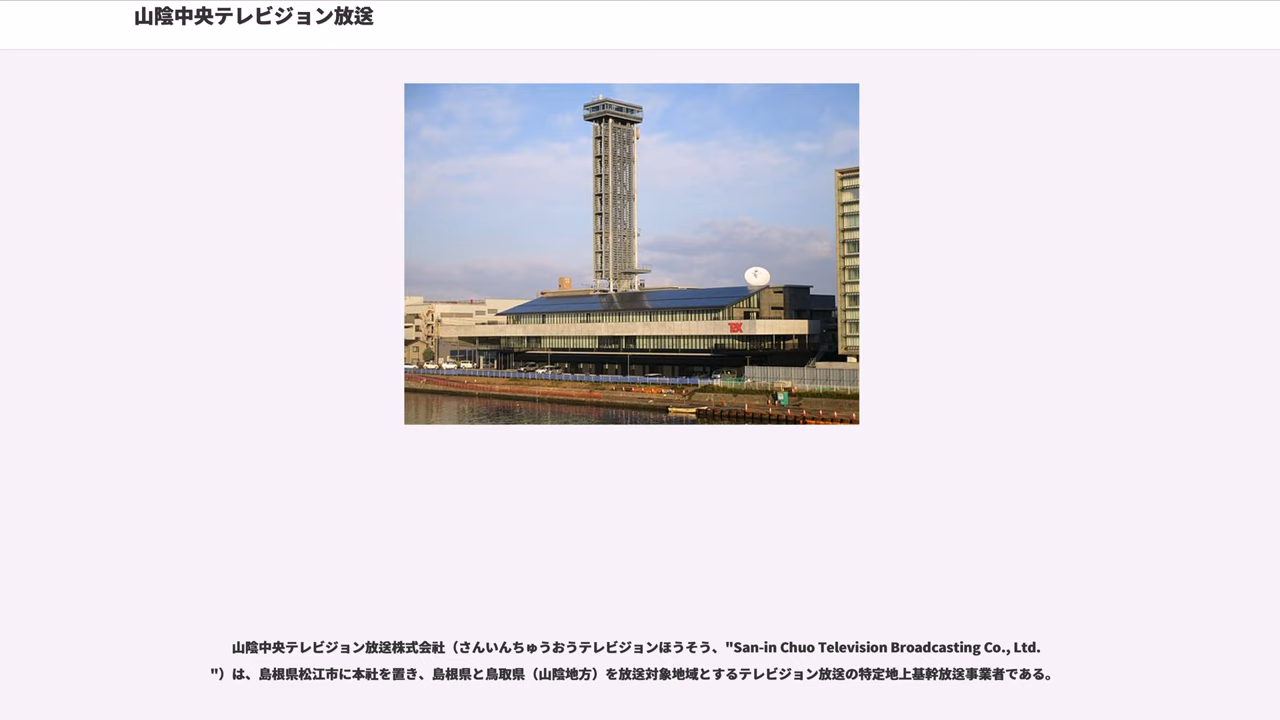 山陰中央テレビジョン放送
山陰中央テレビジョン放送株式会社（さんいんちゅうおうテレビジョンほうそう、"San-in Chuo Television Broadcasting Co., Ltd.
"）は、島根県松江市に本社を置き、島根県と鳥取県（山陰地方）を放送対象地域とするテレビジョン放送の特定地上基幹放送事業者である。